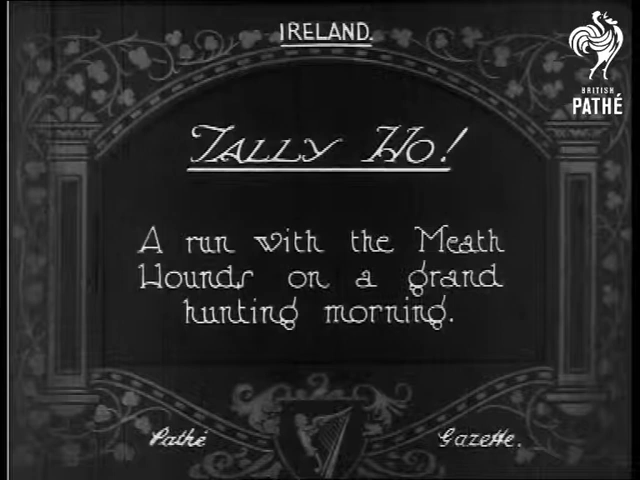 IRELAND.
BRITISH
PATHÉ
Tally Ho!
A run with the Meath
Hounds on a grand
hunting morning.
Pathé Gazette.